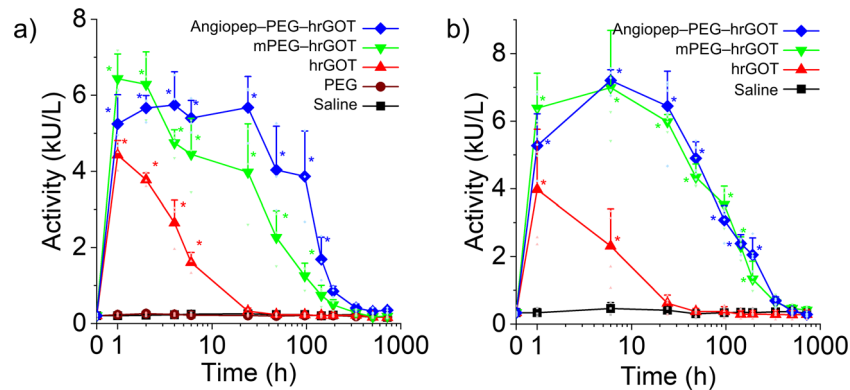 a)
Activity (kU/L)
8
6
4
2
0
Angiopep–PEG–hrGOT
mPEG–hrGOT
hrGOT
PEG
Saline
0 1 10 100 1000
Time (h)
b)
Activity (kU/L)
8
6
4
2
0
Angiopep–PEG–hrGOT
mPEG–hrGOT
hrGOT
Saline
0 1 10 100 1000
Time (h)